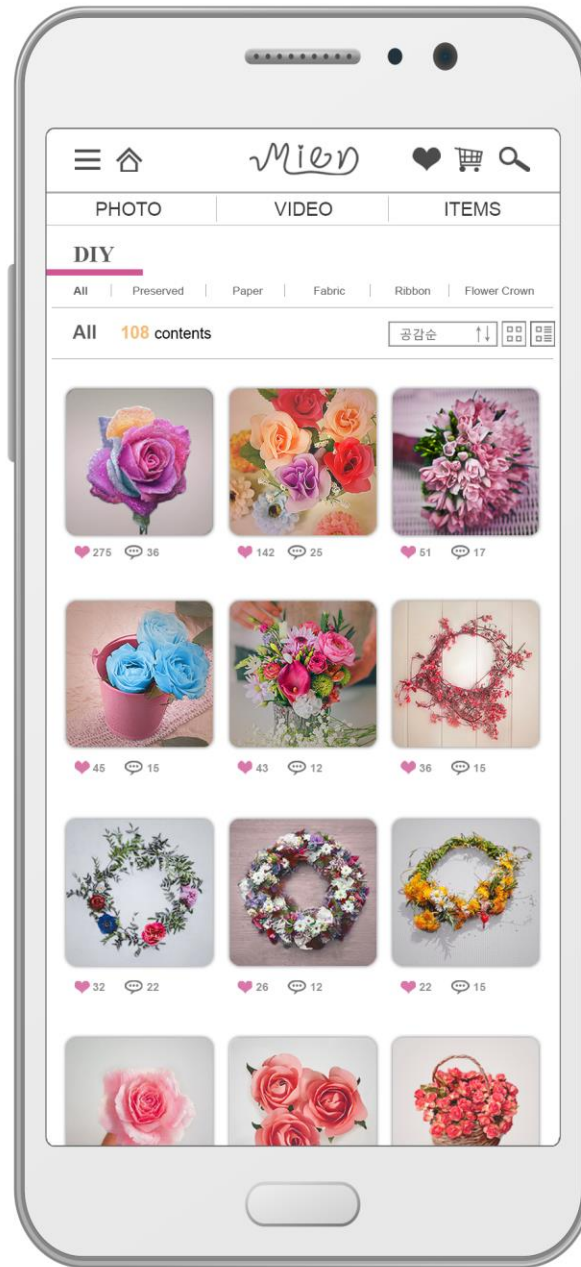 Mien
PHOTO VIDEO ITEMS
DIY
All Preserved Paper Fabric Ribbon Flower Crown
All 108 contents 공감순
275 36 142 25 51 17
45 15 43 12 36 15
32 22 26 12 22 15